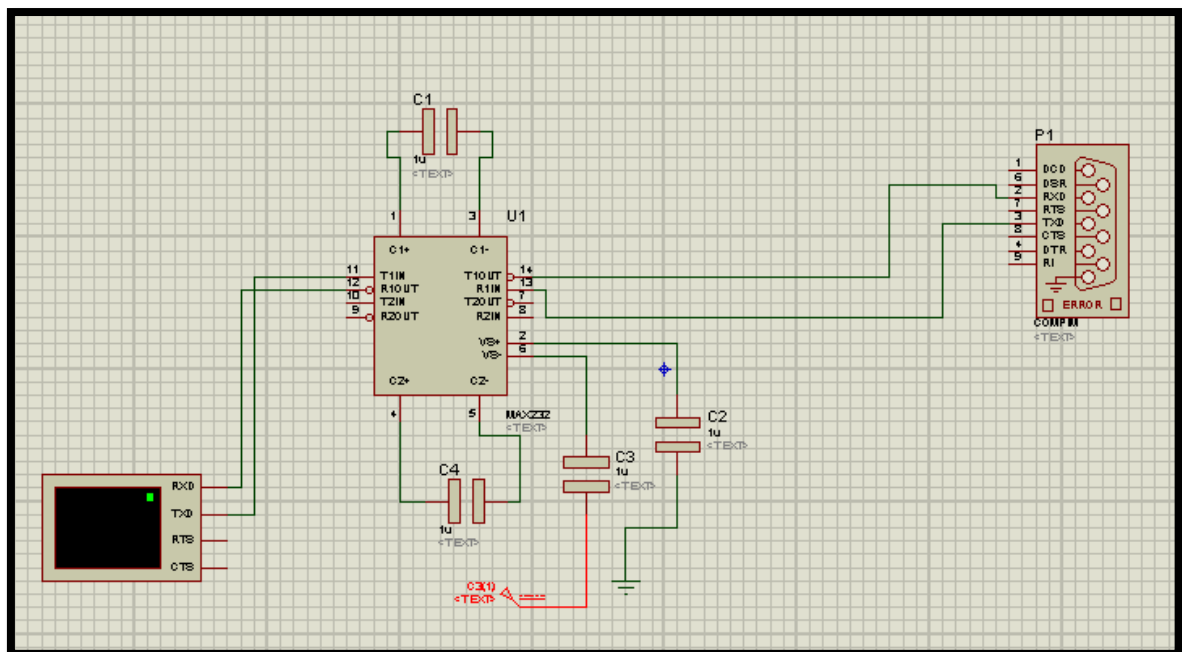 C1
1u
<TEXT>
P1
1
6
2
7
3
8
4
9
DCD
DSR
RXD
RTS
TXD
CTS
DTR
RI
ERROR
COMPIM
<TEXT>
1
3
U1
C1+
C1-
11
12
10
9
T1IN
R1OUT
T2IN
R2OUT
T1OUT
R1IN
T2OUT
R2IN
14
13
7
8
VS+
VS-
2
6
C2+
C2-
4
5
MAX232
<TEXT>
C2
1u
<TEXT>
C3
1u
<TEXT>
C4
1u
<TEXT>
RXD
TXD
RTS
CTS
C3(1)
<TEXT>